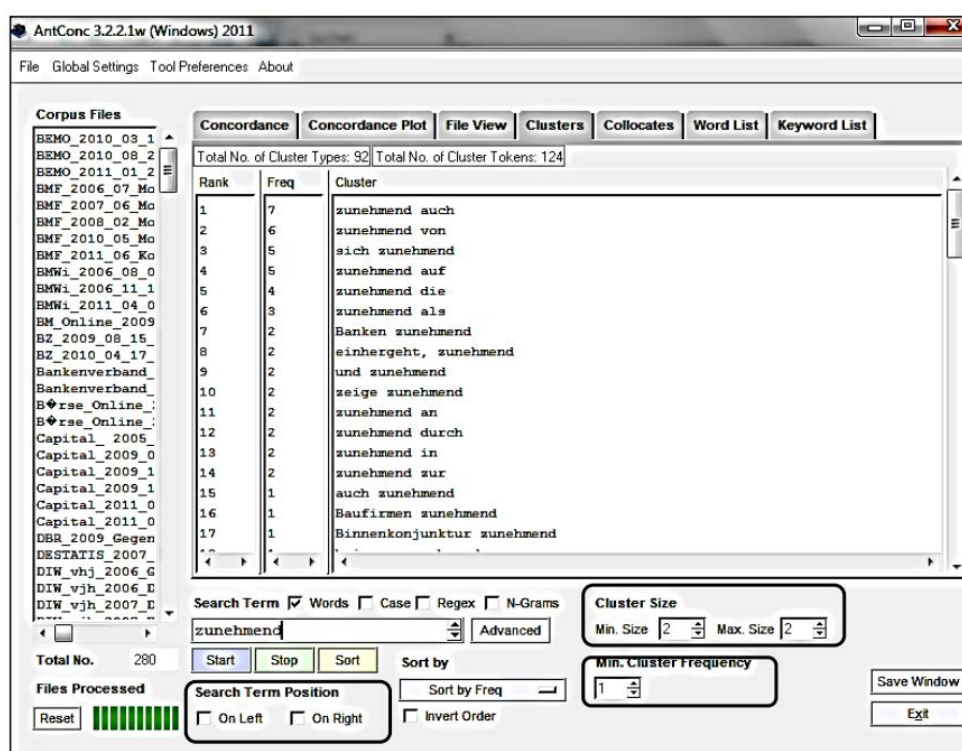 AntConc 3.2.2.1w (Windows) 2011
File Global Settings Tool Preferences About
Corpus Files
BEMO_2010_03_1
BEMO_2010_08_2
BEMO_2011_01_2
BMF_2006_07_Mo
BMF_2007_06_Mo
BMF_2008_02_Mo
BMF_2010_05_Mo
BMF_2011_06_Ko
BMWi_2006_08_0
BMWi_2006_11_1
BMWi_2011_04_0
BM_Online_2009
BZ_2009_08_15_
BZ_2010_04_17_
Bankenverband_
Bankenverband_
B�rse_Online_
B�rse_Online_
Capital_ 2005_
Capital_2009_0
Capital_2009_1
Capital_2009_1
Capital_2011_0
Capital_2011_0
DBR_2009_Gegen
DESTATIS_2007_
DIW_vhj_2006_G
DIW_vjh_2006_D
DIW_vjh_2007_D
Total No. 280
Files Processed
Reset
Concordance Concordance Plot File View Clusters Collocates Word List Keyword List
Total No. of Cluster Types: 92 Total No. of Cluster Tokens: 124
Rank Freq Cluster
1 7 zunehmend auch
2 6 zunehmend von
3 5 sich zunehmend
4 5 zunehmend auf
5 4 zunehmend die
6 3 zunehmend als
7 2 Banken zunehmend
8 2 einhergeht, zunehmend
9 2 und zunehmend
10 2 zeige zunehmend
11 2 zunehmend an
12 2 zunehmend durch
13 2 zunehmend in
14 2 zunehmend zur
15 1 auch zunehmend
16 1 Baufirmen zunehmend
17 1 Binnenkonjunktur zunehmend
Search Term Words Case Regex N-Grams
zunehmend Advanced
Start Stop Sort
Sort by
Sort by Freq
Invert Order
Search Term Position
On Left On Right
Cluster Size
Min. Size 2 Max. Size 2
Min. Cluster Frequency
1
Save Window
Exit